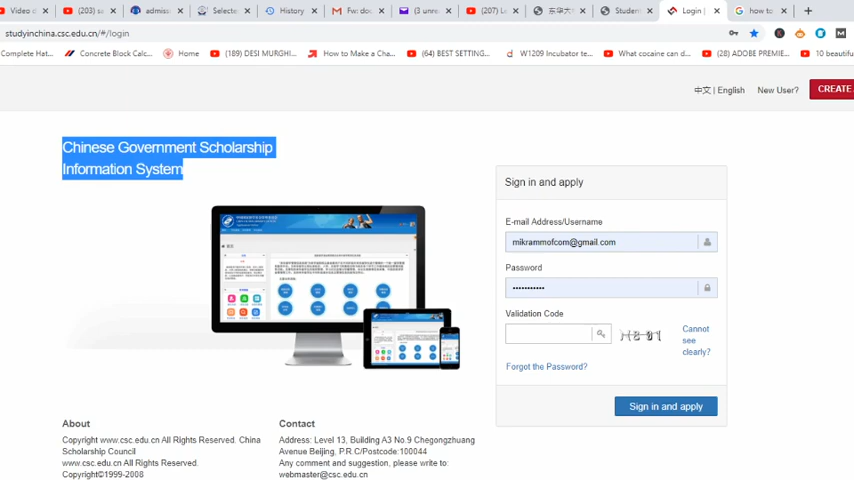 Video d
(203) s
admiss
Selecte
History
Fw: doc
(3 unre
(207) L
东华大
Studen
Login |
how to
studyinchina.csc.edu.cn/#/login
Complete Hat...
Concrete Block Calc...
Home
(189) DESI MURGHI...
How to Make a Cha...
(64) BEST SETTING...
W1209 Incubator te...
What cocaine can d...
(28) ADOBE PREMIE...
10 beautiful
中文 | English
New User?
CREATE
Chinese Government Scholarship
Information System
Sign in and apply
E-mail Address/Username
mikrammofcom@gmail.com
Password
Validation Code
Cannot
see
clearly?
Forgot the Password?
Sign in and apply
About
Copyright www.csc.edu.cn All Rights Reserved. China
Scholarship Council
www.csc.edu.cn All Rights Reserved.
Copyright©1999-2008
Contact
Address: Level 13, Building A3 No.9 Chegongzhuang
Avenue Beijing, P.R.C/Postcode:100044
Any comment and suggestion, please write to:
webmaster@csc.edu.cn